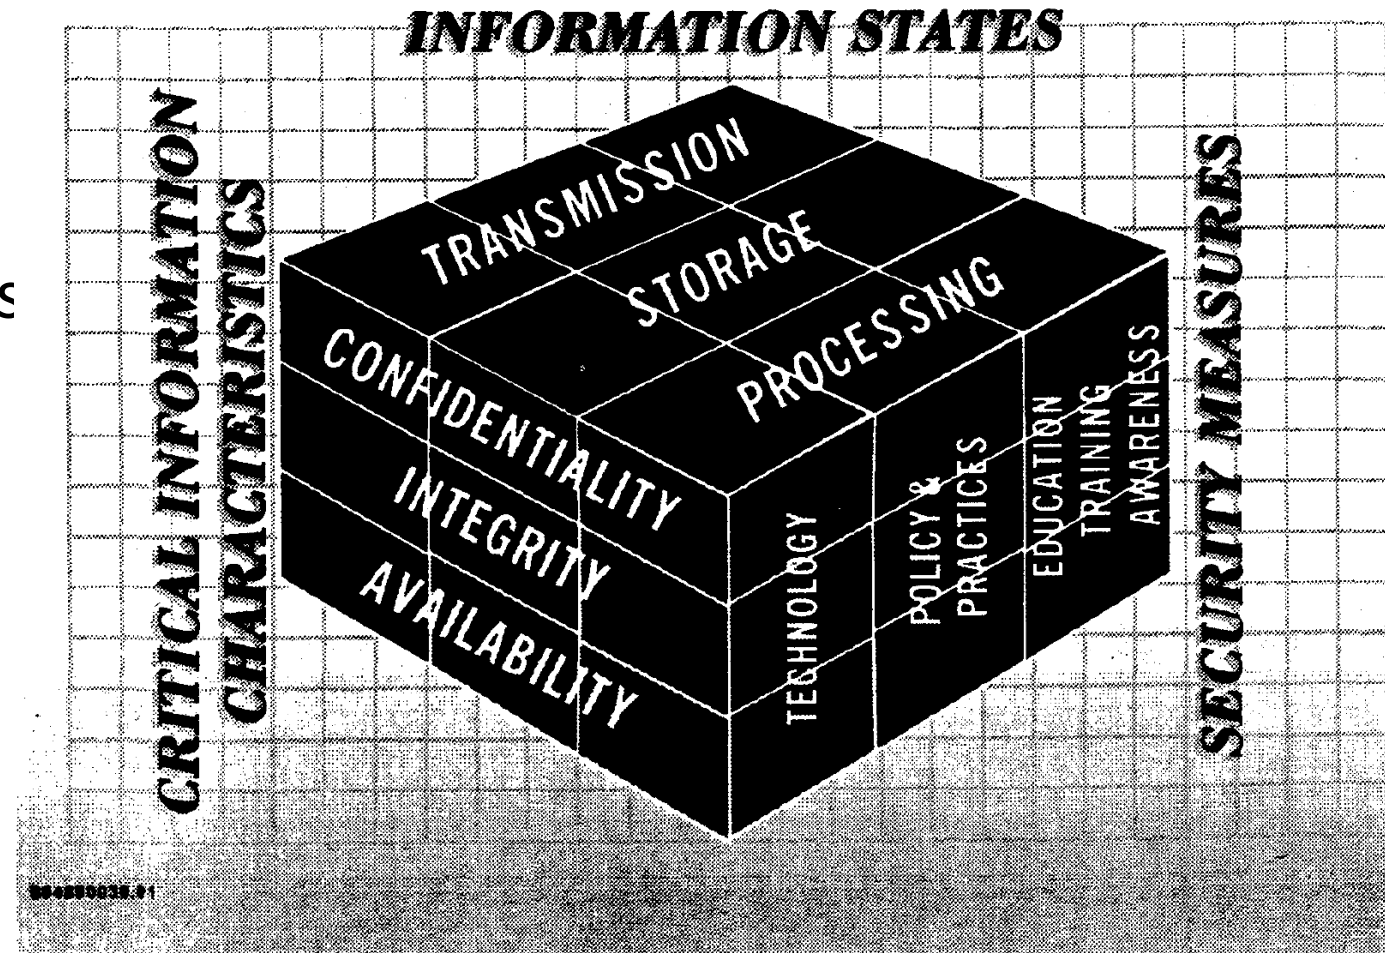 INFORMATION STATES
CRITICAL INFORMATION
CHARACTERISTICS
S
TRANSMISSION
STORAGE
PROCESSING
CONFIDENTIALITY
INTEGRITY
AVAILABILITY
TECHNOLOGY
POLICY &
PRACTICES
EDUCATION
TRAINING
AWARENESS
SECURITY MEASURES